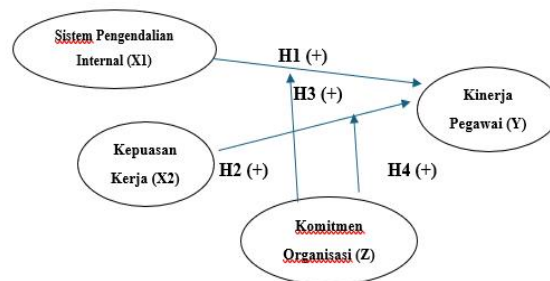 Sistem Pengendalian
Internal (X1)
H1 (+)
H3 (+)
Kinerja
Pegawai (Y)
Kepuasan
Kerja (X2)
H2 (+)
H4 (+)
Komitmen
Organisasi (Z)